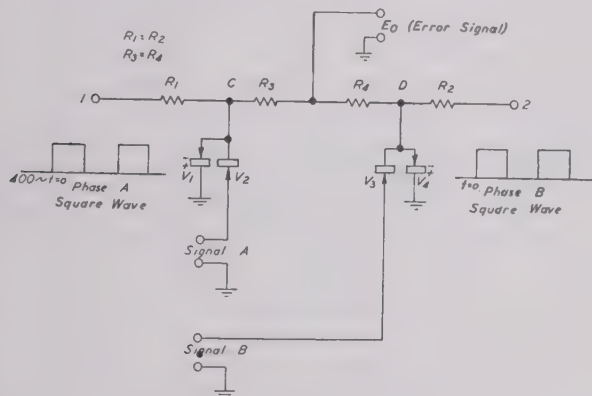 E₀ (Error Signal)
R₁ = R₂
R₃ = R₄
1
R₁
C
R₃
R₄
D
R₂
2
400~ t=0
Phase A
Square Wave
- +
V₁
V₂
V₃
V₄
- +
t=0.
Phase B
Square Wave
Signal A
Signal B